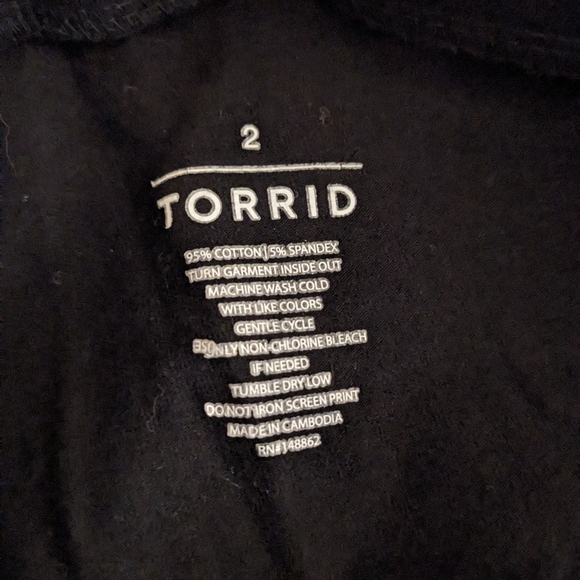 2
TORRID
95% COTTON | 5% SPANDEX
TURN GARMENT INSIDE OUT
MACHINE WASH COLD
WITH LIKE COLORS
GENTLE CYCLE
USE ONLY NON-CHLORINE BLEACH
IF NEEDED
TUMBLE DRY LOW
DO NOT IRON SCREEN PRINT
MADE IN CAMBODIA
RN#148862